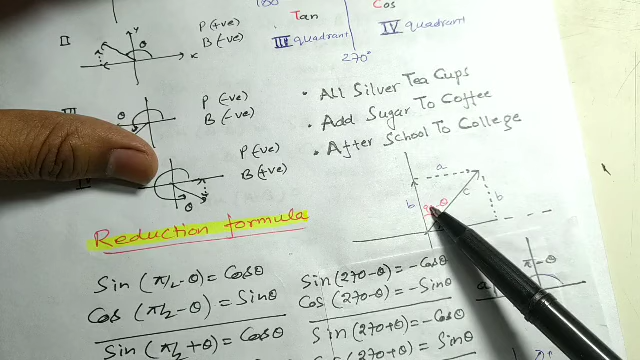 180°
Tan Cos
III quadrant IV quadrant
270°
II
y
θ
x
P (+ve)
B (-ve)
III
θ
P (-ve)
B (-ve)
P (-ve)
B (+ve)
θ
• All Silver Tea Cups
• Add Sugar To Coffee
• After School To College
a
b
c
b
θ
Reduction formula
Sin (π/2 - θ) = Cosθ
Cos (π/2 - θ) = Sinθ
Sin (π/2 + θ) = Cosθ
Sin (270-θ) = -Cosθ
Cos (270-θ) = -Sinθ
Sin (270+θ) = -Cosθ
= Sinθ
π-θ
a